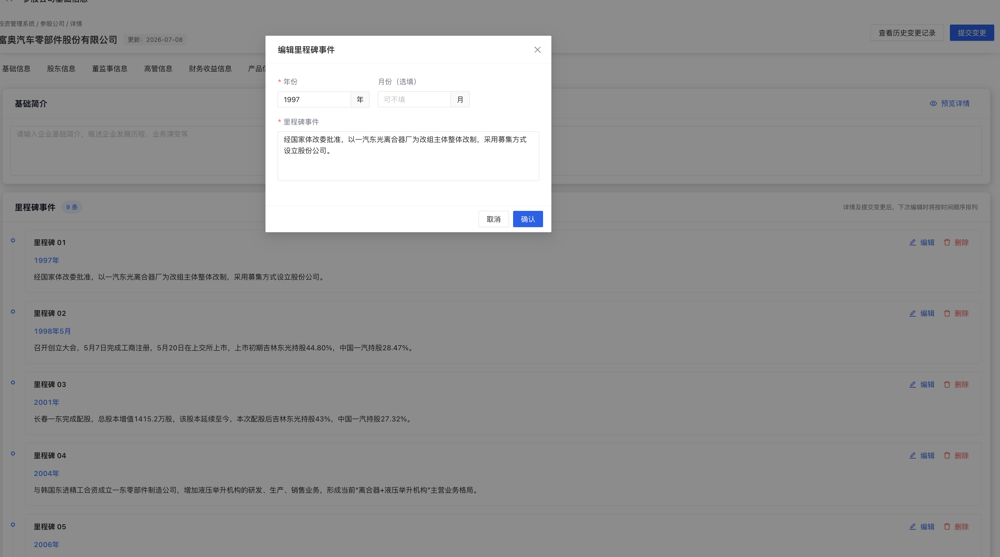 参股公司基础信息
投资管理系统 / 参股公司 / 详情
富奥汽车零部件股份有限公司
更新：2026-07-08
查看历史变更记录
提交变更
基础信息
股东信息
董监事信息
高管信息
财务收益信息
产品信
基础简介
预览详情
请输入企业基础简介，概述企业发展历程、业务演变等
编辑里程碑事件
* 年份
月份（选填）
1997
年
可不填
月
* 里程碑事件
经国家体改委批准，以一汽东光离合器厂为改组主体整体改制，采用募集方式
设立股份公司。
取消
确认
里程碑事件
9 条
详情及提交变更后，下次编辑时将按时间顺序排列
里程碑 01
编辑
删除
1997年
经国家体改委批准，以一汽东光离合器厂为改组主体整体改制，采用募集方式设立股份公司。
里程碑 02
编辑
删除
1998年5月
召开创立大会，5月7日完成工商注册，5月20日在上交所上市，上市初期吉林东光持股44.80%，中国一汽持股28.47%。
里程碑 03
编辑
删除
2001年
长春一东完成配股，总股本增值1415.2万股，该股本延续至今，本次配股后吉林东光持股43%，中国一汽持股27.32%。
里程碑 04
编辑
删除
2004年
与韩国东进精工合资成立一东零部件制造公司，增加液压举升机构的研发、生产、销售业务，形成当前“离合器+液压举升机构”主营业务格局。
里程碑 05
编辑
删除
2006年